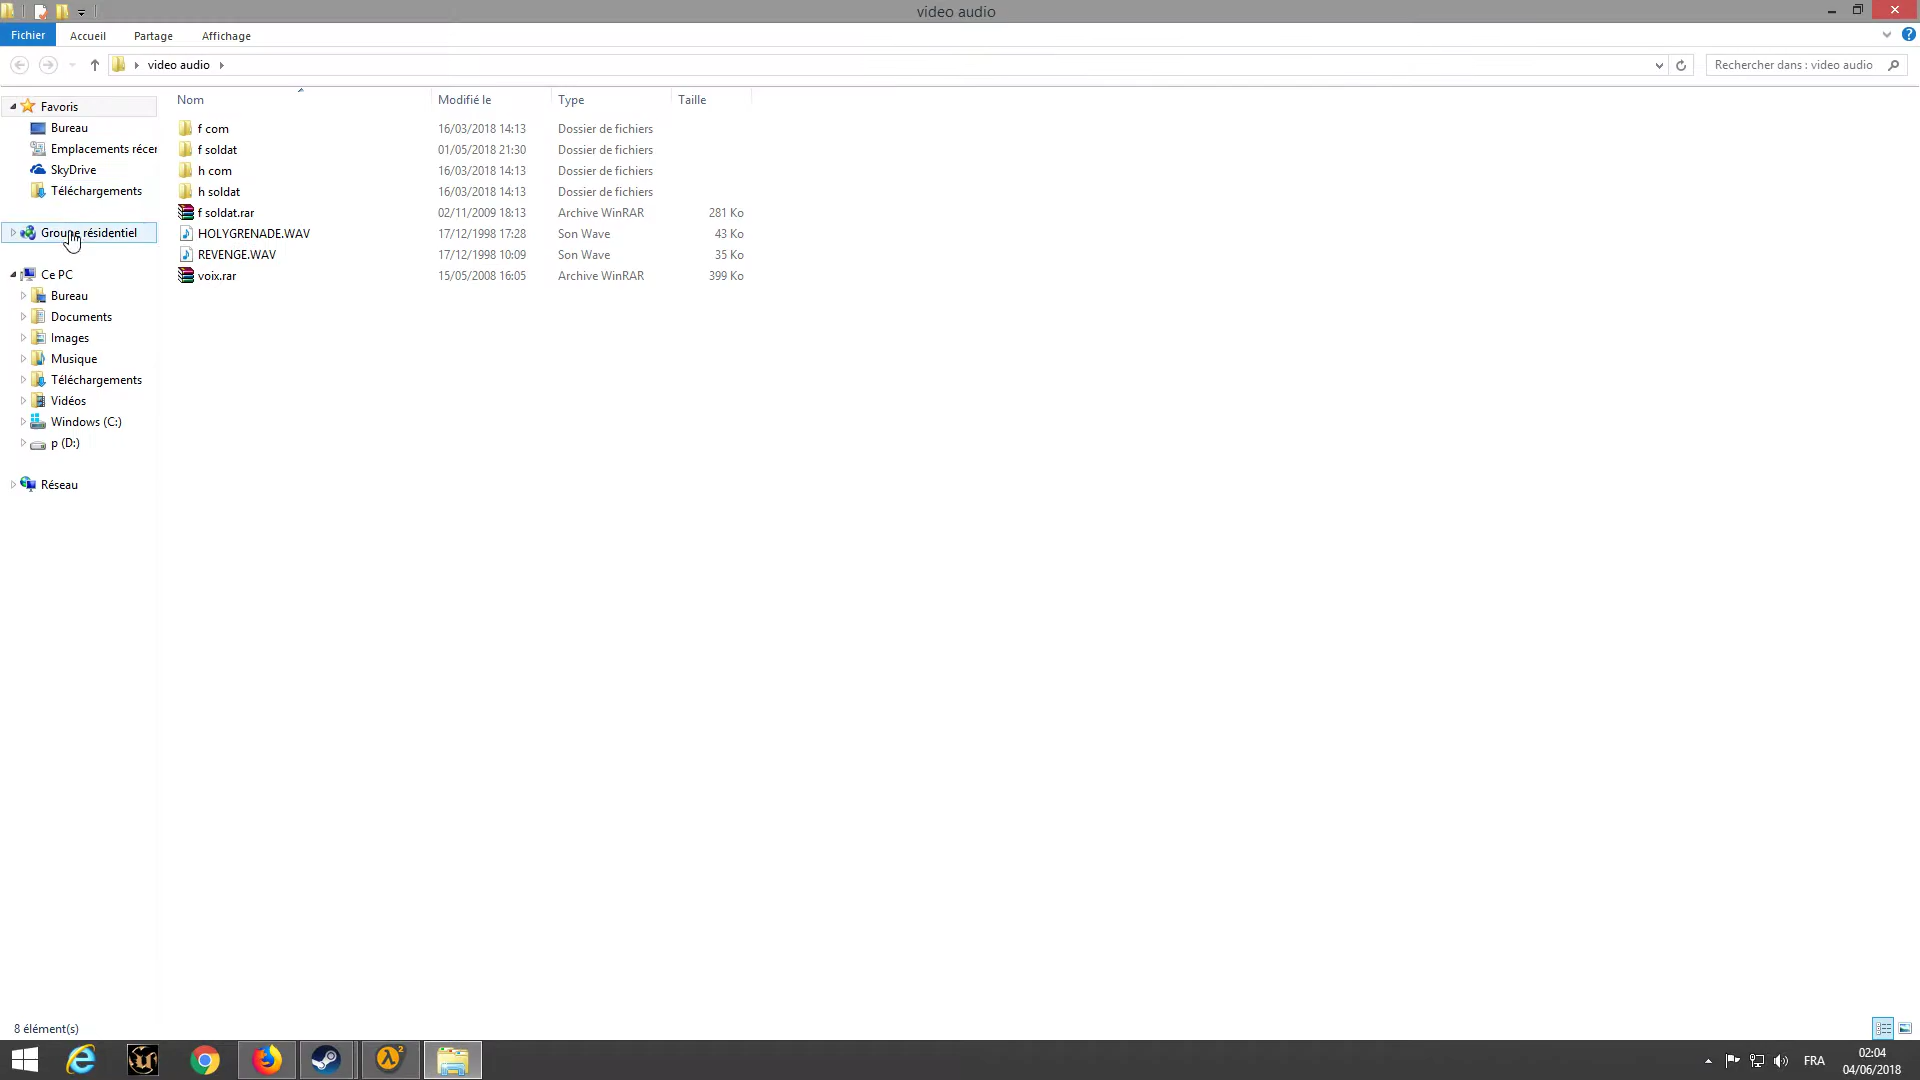 video audio
Fichier Accueil Partage Affichage
video audio Rechercher dans : video audio
Nom Modifié le Type Taille
Favoris
Bureau
Emplacements récer
SkyDrive
Téléchargements
Groupe résidentiel
Ce PC
Bureau
Documents
Images
Musique
Téléchargements
Vidéos
Windows (C:)
p (D:)
Réseau
f com 16/03/2018 14:13 Dossier de fichiers
f soldat 01/05/2018 21:30 Dossier de fichiers
h com 16/03/2018 14:13 Dossier de fichiers
h soldat 16/03/2018 14:13 Dossier de fichiers
f soldat.rar 02/11/2009 18:13 Archive WinRAR 281 Ko
HOLYGRENADE.WAV 17/12/1998 17:28 Son Wave 43 Ko
REVENGE.WAV 17/12/1998 10:09 Son Wave 35 Ko
voix.rar 15/05/2008 16:05 Archive WinRAR 399 Ko
8 élément(s)
FRA 02:04
04/06/2018